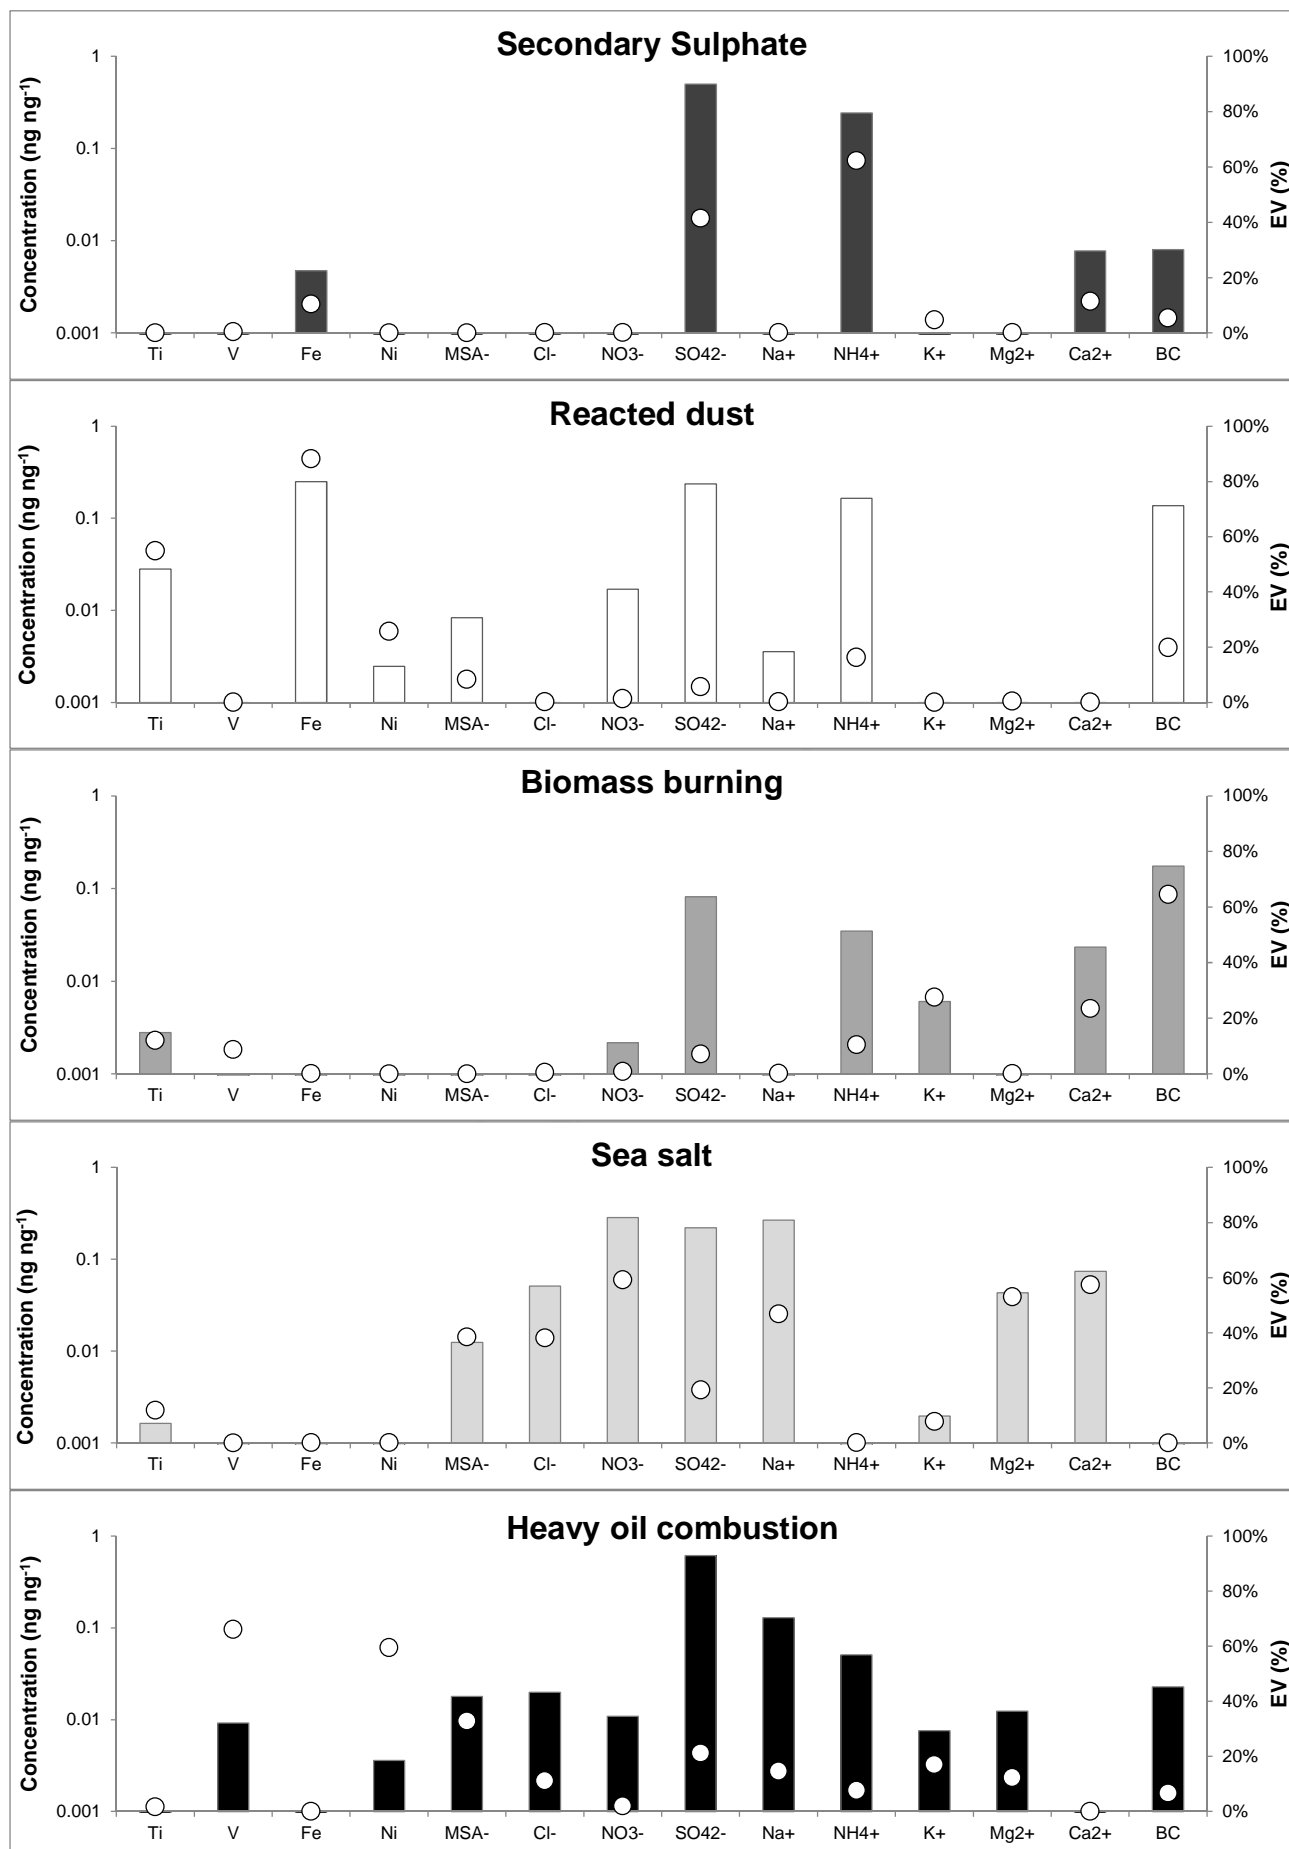 Secondary Sulphate
Concentration (ng ng-1)
1
0.1
0.01
0.001
100%
80%
60%
40%
20%
0%
EV (%)
Ti V Fe Ni MSA- Cl- NO3- SO42- Na+ NH4+ K+ Mg2+ Ca2+ BC
Reacted dust
Concentration (ng ng-1)
1
0.1
0.01
0.001
100%
80%
60%
40%
20%
0%
EV (%)
Ti V Fe Ni MSA- Cl- NO3- SO42- Na+ NH4+ K+ Mg2+ Ca2+ BC
Biomass burning
Concentration (ng ng-1)
1
0.1
0.01
0.001
100%
80%
60%
40%
20%
0%
EV (%)
Ti V Fe Ni MSA- Cl- NO3- SO42- Na+ NH4+ K+ Mg2+ Ca2+ BC
Sea salt
Concentration (ng ng-1)
1
0.1
0.01
0.001
100%
80%
60%
40%
20%
0%
EV (%)
Ti V Fe Ni MSA- Cl- NO3- SO42- Na+ NH4+ K+ Mg2+ Ca2+ BC
Heavy oil combustion
Concentration (ng ng-1)
1
0.1
0.01
0.001
100%
80%
60%
40%
20%
0%
EV (%)
Ti V Fe Ni MSA- Cl- NO3- SO42- Na+ NH4+ K+ Mg2+ Ca2+ BC